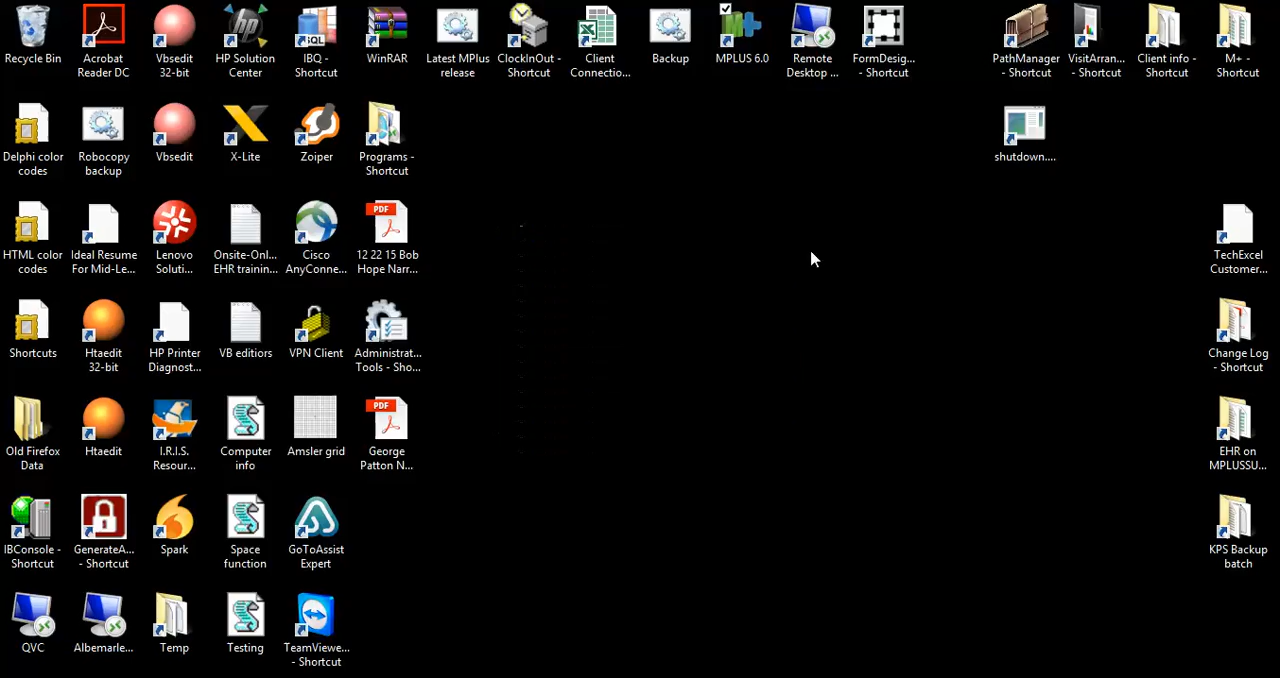 Recycle Bin
Acrobat
Reader DC
Vbsedit
32-bit
HP Solution
Center
SQL
IBQ -
Shortcut
WinRAR
Latest MPlus
release
ClockInOut -
Shortcut
Client
Connectio...
Backup
M+
MPLUS 6.0
Remote
Desktop ...
FormDesig...
- Shortcut
PathManager
- Shortcut
VisitArran...
- Shortcut
Client info -
Shortcut
M+ -
Shortcut
Delphi color
codes
Robocopy
backup
Vbsedit
X-Lite
Zoiper
Programs -
Shortcut
shutdown....
HTML color
codes
Ideal Resume
For Mid-Le...
Lenovo
Soluti...
Onsite-Onl...
EHR trainin...
Cisco
AnyConne...
PDF
12 22 15 Bob
Hope Narr...
TechExcel
Customer...
Shortcuts
Htaedit
32-bit
HP Printer
Diagnost...
VB editiors
VPN Client
Administrat...
Tools - Sho...
Change Log
- Shortcut
Old Firefox
Data
Htaedit
I.R.I.S.
Resour...
Computer
info
Amsler grid
PDF
George
Patton N...
EHR on
MPLUSSU...
IBConsole -
Shortcut
GenerateA...
- Shortcut
Spark
Space
function
GoToAssist
Expert
KPS Backup
batch
QVC
Albemarle...
Temp
Testing
TeamViewe...
- Shortcut